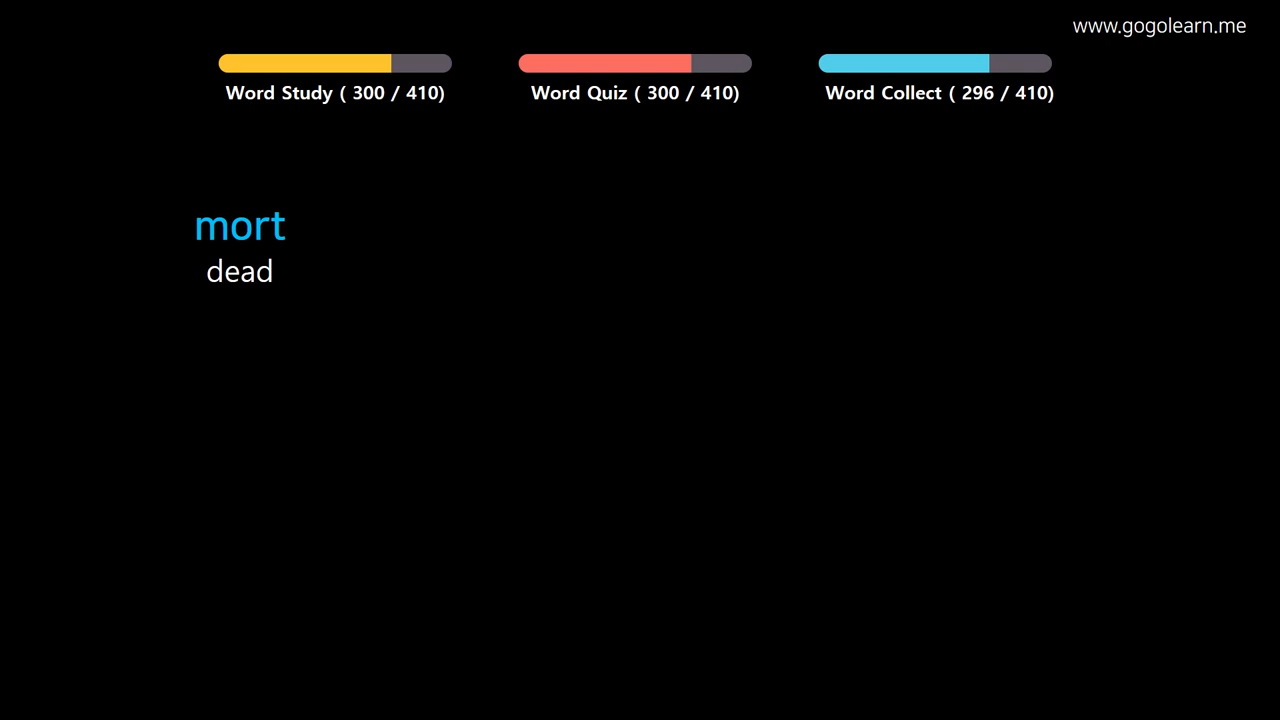 www.gogolearn.me
Word Study ( 300 / 410)
Word Quiz ( 300 / 410)
Word Collect ( 296 / 410)
mort
dead